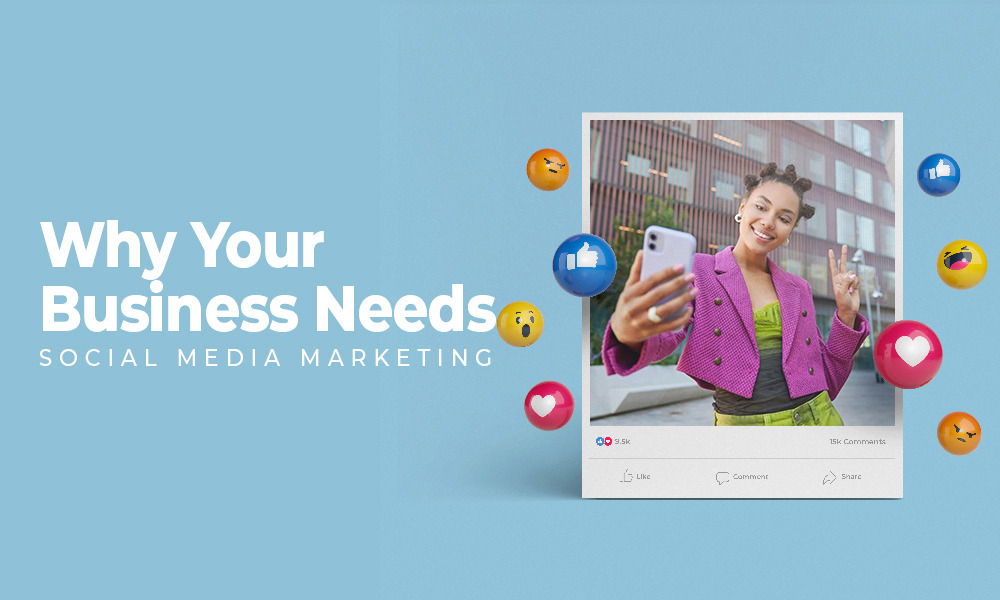 Why Your
Business Needs
SOCIAL MEDIA MARKETING
9.5k 15k Comments
Like Comment Share